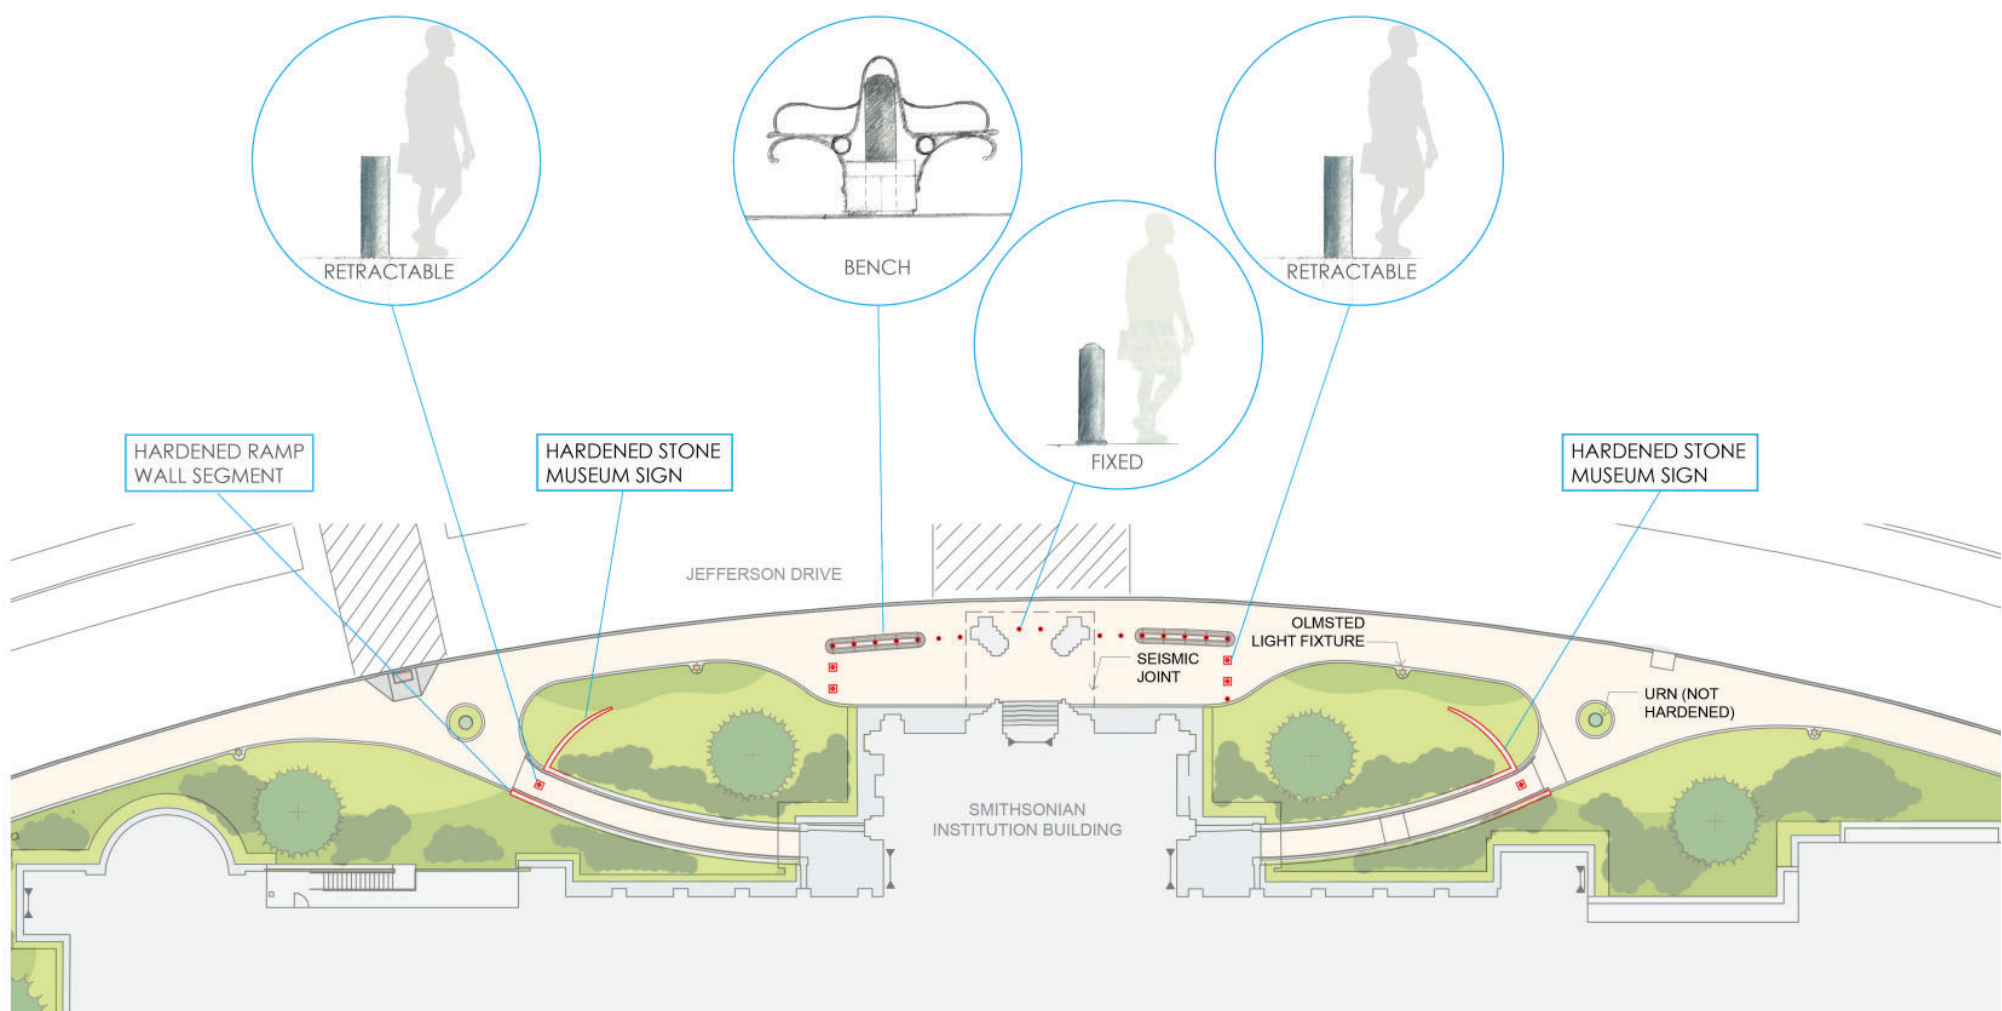 RETRACTABLE
BENCH
RETRACTABLE
FIXED
HARDENED RAMP
WALL SEGMENT
HARDENED STONE
MUSEUM SIGN
HARDENED STONE
MUSEUM SIGN
JEFFERSON DRIVE
OLMSTED
LIGHT FIXTURE
SEISMIC
JOINT
URN (NOT
HARDENED)
SMITHSONIAN
INSTITUTION BUILDING